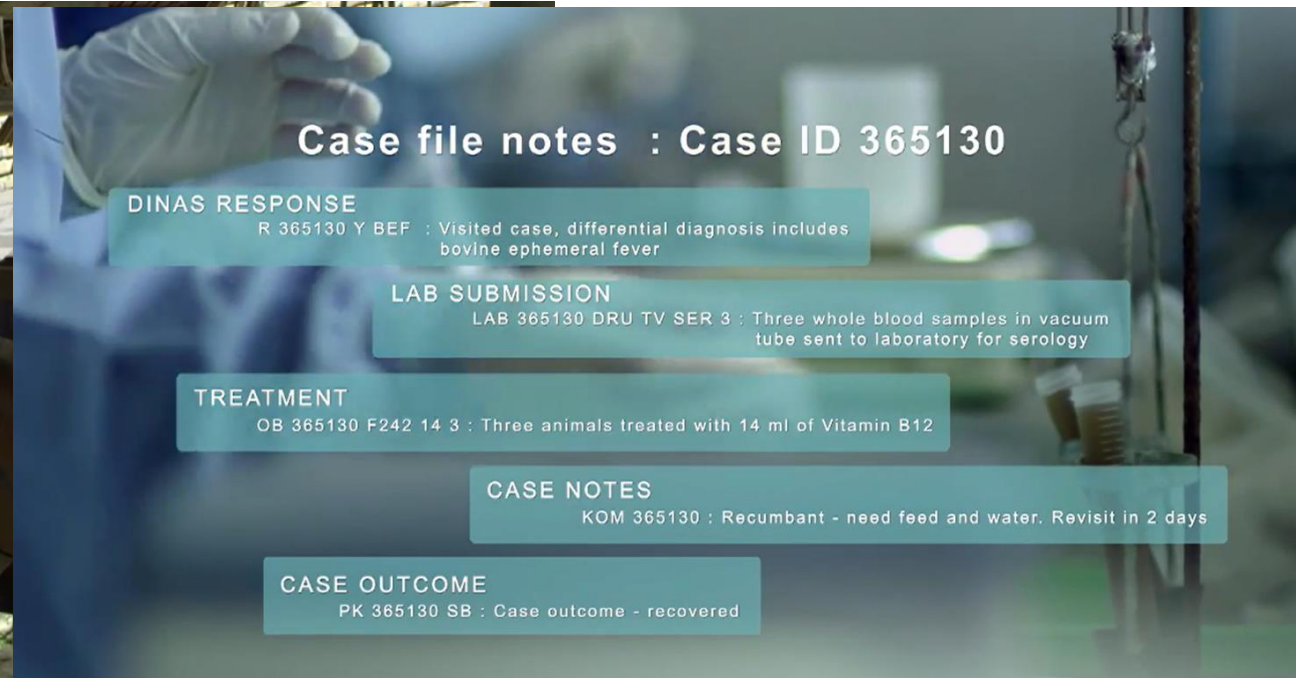 Case file notes : Case ID 365130
DINAS RESPONSE
R 365130 Y BEF : Visited case, differential diagnosis includes
bovine ephemeral fever
LAB SUBMISSION
LAB 365130 DRU TV SER 3 : Three whole blood samples in vacuum
tube sent to laboratory for serology
TREATMENT
OB 365130 F242 14 3 : Three animals treated with 14 ml of Vitamin B12
CASE NOTES
KOM 365130 : Recumbant - need feed and water. Revisit in 2 days
CASE OUTCOME
PK 365130 SB : Case outcome - recovered